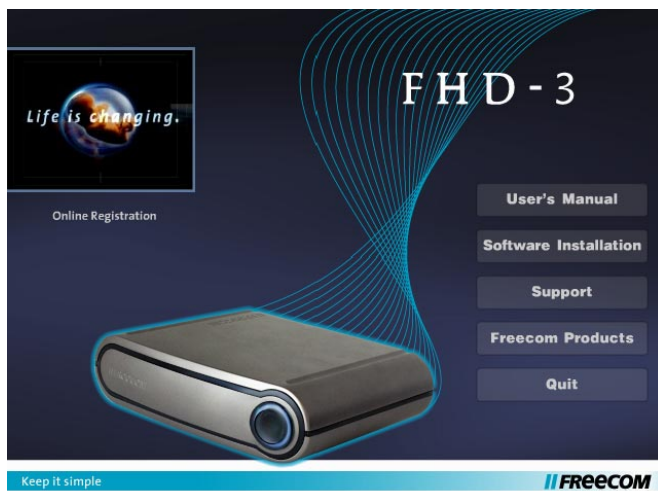 FHD-3
Life is changing.
Online Registration
User's Manual
Software Installation
Support
Freecom Products
Quit
Keep it simple
FREECOM